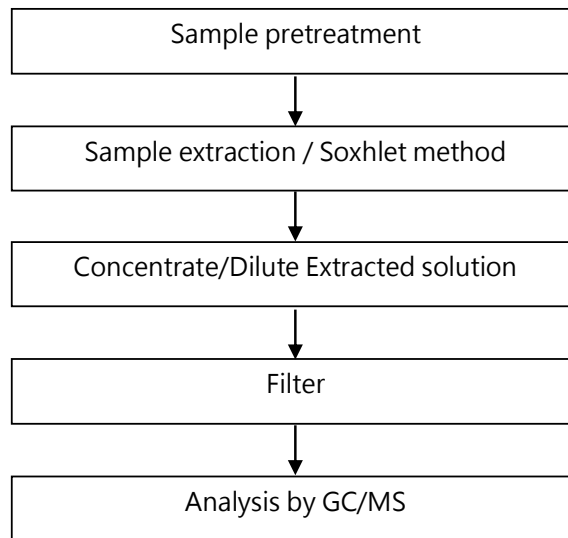 Sample pretreatment
Sample extraction / Soxhlet method
Concentrate/Dilute Extracted solution
Filter
Analysis by GC/MS